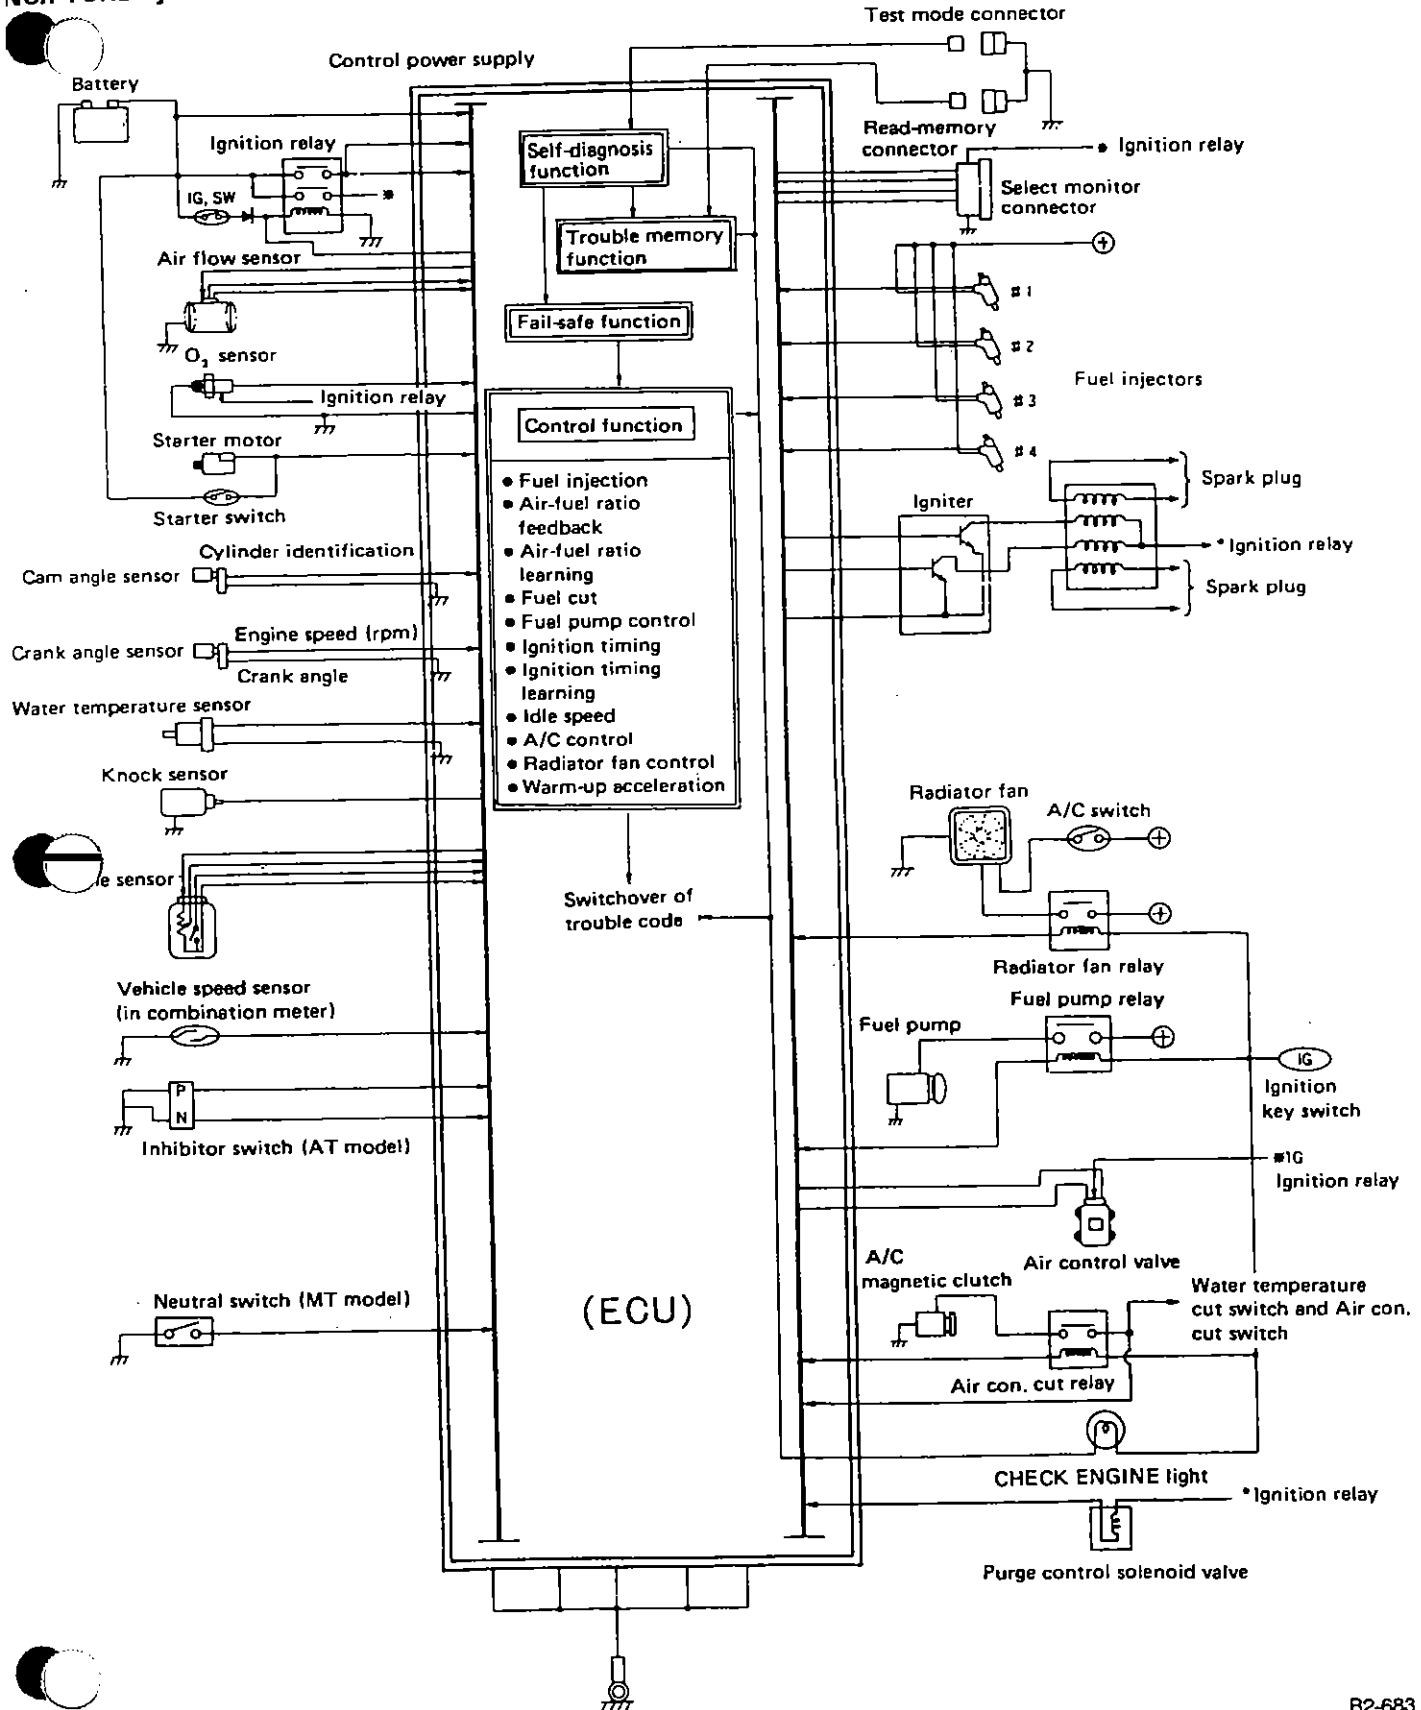 Test mode connector
Control power supply
Battery
Read-memory
connector
Ignition relay
* Ignition relay
Self-diagnosis
function
Select monitor
connector
IG, SW
*
Trouble memory
function
Air flow sensor
#1
Fail-safe function
#2
O₂ sensor
Fuel injectors
Ignition relay
#3
Control function
Starter motor
#4
• Fuel injection
• Air-fuel ratio
feedback
• Air-fuel ratio
learning
• Fuel cut
• Fuel pump control
• Ignition timing
• Ignition timing
learning
• Idle speed
• A/C control
• Radiator fan control
• Warm-up acceleration
Spark plug
Igniter
Starter switch
* Ignition relay
Spark plug
Cylinder identification
Cam angle sensor
Engine speed (rpm)
Crank angle sensor
Crank angle
Water temperature sensor
Knock sensor
Radiator fan
A/C switch
le sensor
Switchover of
trouble code
Radiator fan relay
Vehicle speed sensor
(in combination meter)
Fuel pump relay
Fuel pump
IG
Ignition
key switch
P
N
Inhibitor switch (AT model)
*IG
Ignition relay
Air control valve
A/C
magnetic clutch
Water temperature
cut switch and Air con.
cut switch
Neutral switch (MT model)
(ECU)
Air con. cut relay
CHECK ENGINE light
* Ignition relay
Purge control solenoid valve
R2-683